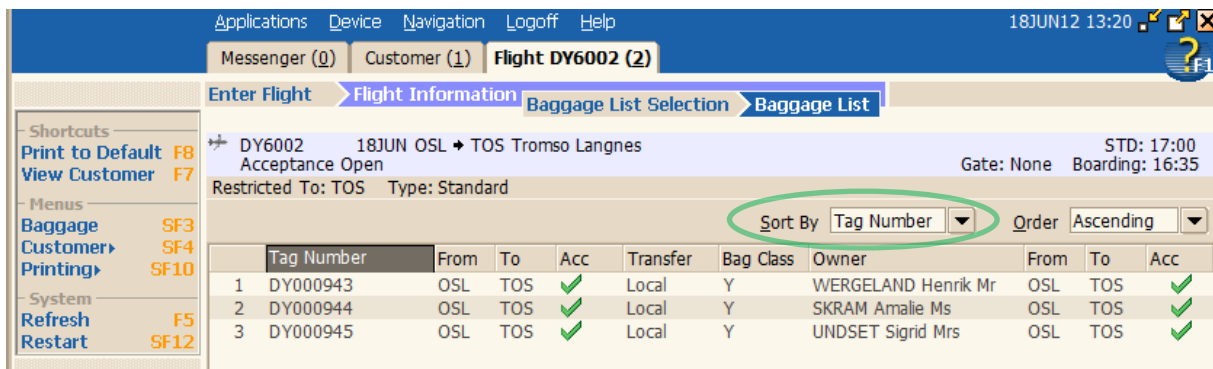 Applications Device Navigation Logoff Help 18JUN12 13:20
Messenger (0) Customer (1) Flight DY6002 (2)
? F1
Enter Flight Flight Information Baggage List Selection Baggage List
Shortcuts
Print to Default F8
View Customer F7
Menus
Baggage SF3
Customer SF4
Printing SF10
System
Refresh F5
Restart SF12
DY6002 18JUN OSL → TOS Tromso Langnes STD: 17:00
Acceptance Open Gate: None Boarding: 16:35
Restricted To: TOS Type: Standard
Sort By Tag Number Order Ascending
Tag Number From To Acc Transfer Bag Class Owner From To Acc
1 DY000943 OSL TOS ✔ Local Y WERGELAND Henrik Mr OSL TOS ✔
2 DY000944 OSL TOS ✔ Local Y SKRAM Amalie Ms OSL TOS ✔
3 DY000945 OSL TOS ✔ Local Y UNDSET Sigrid Mrs OSL TOS ✔